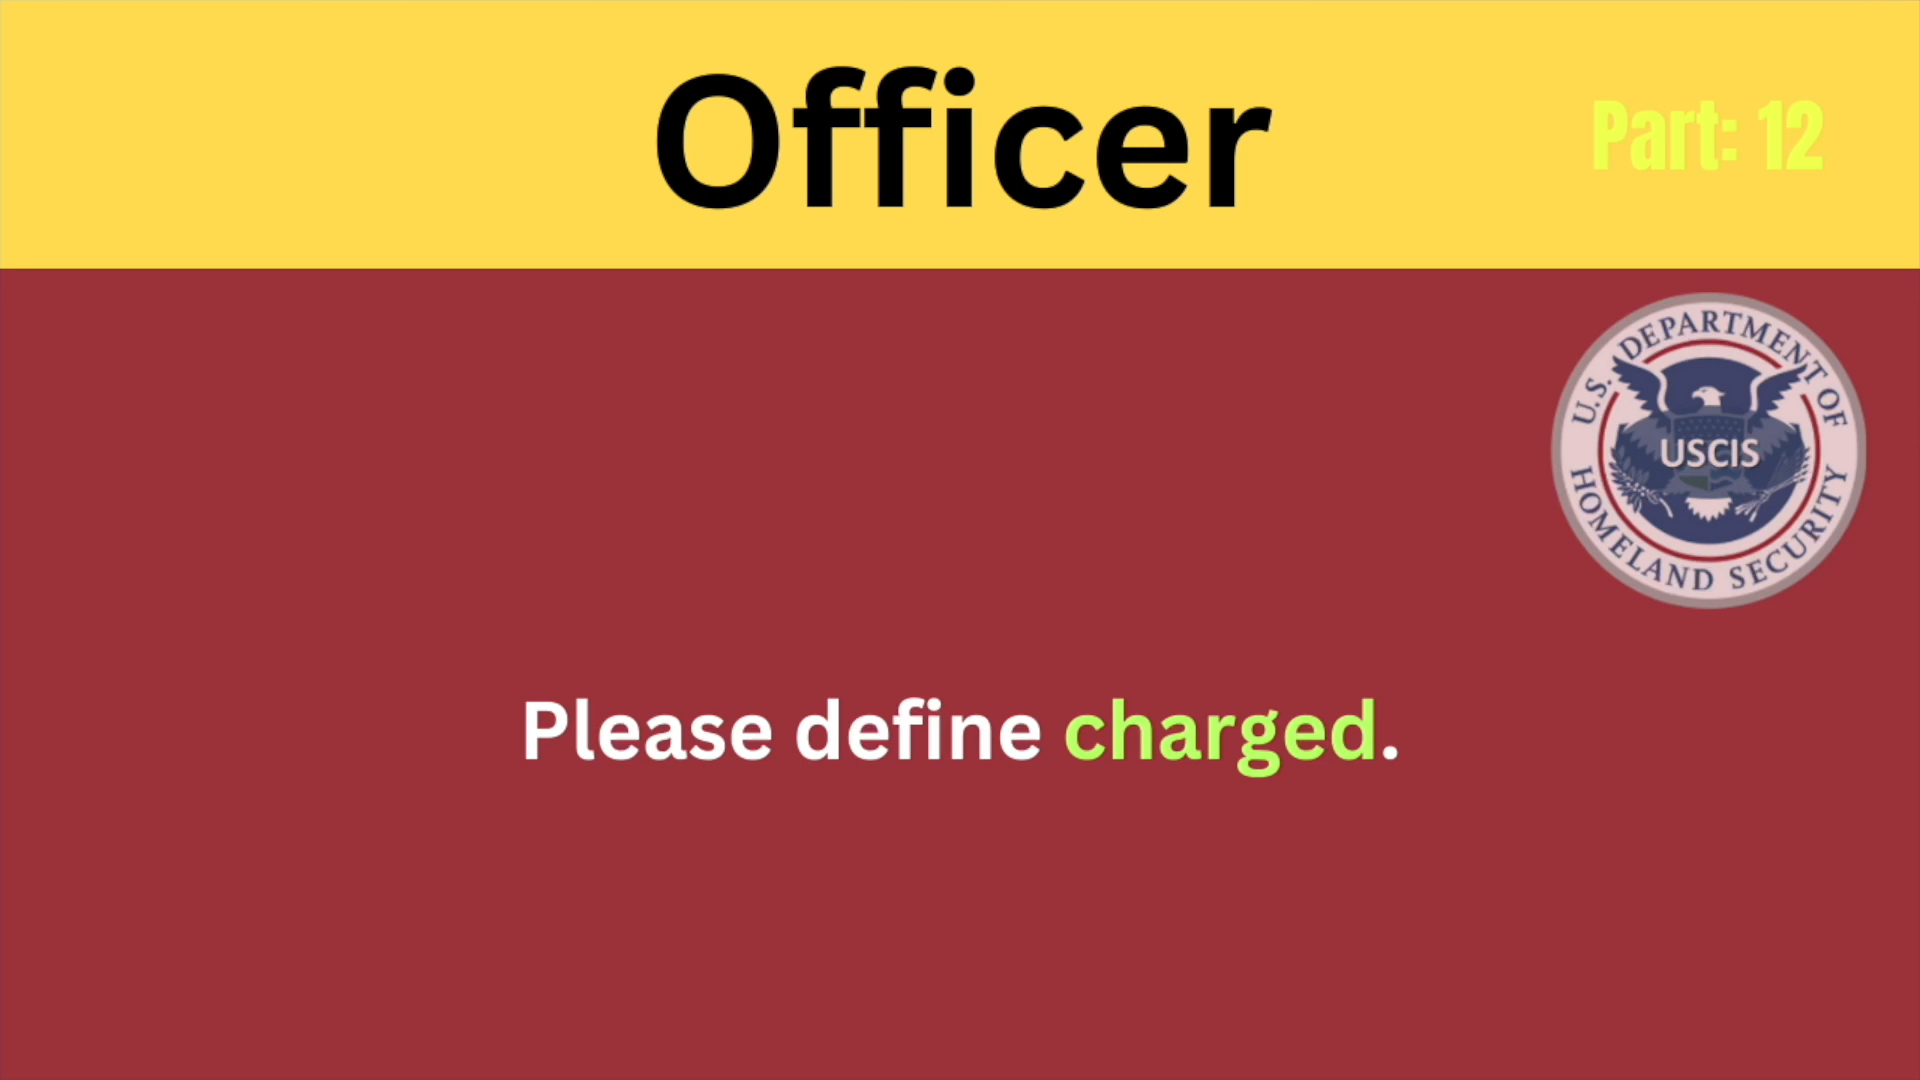 Officer
Part: 12
U.S. DEPARTMENT OF
USCIS
HOMELAND SECURITY
Please define charged.